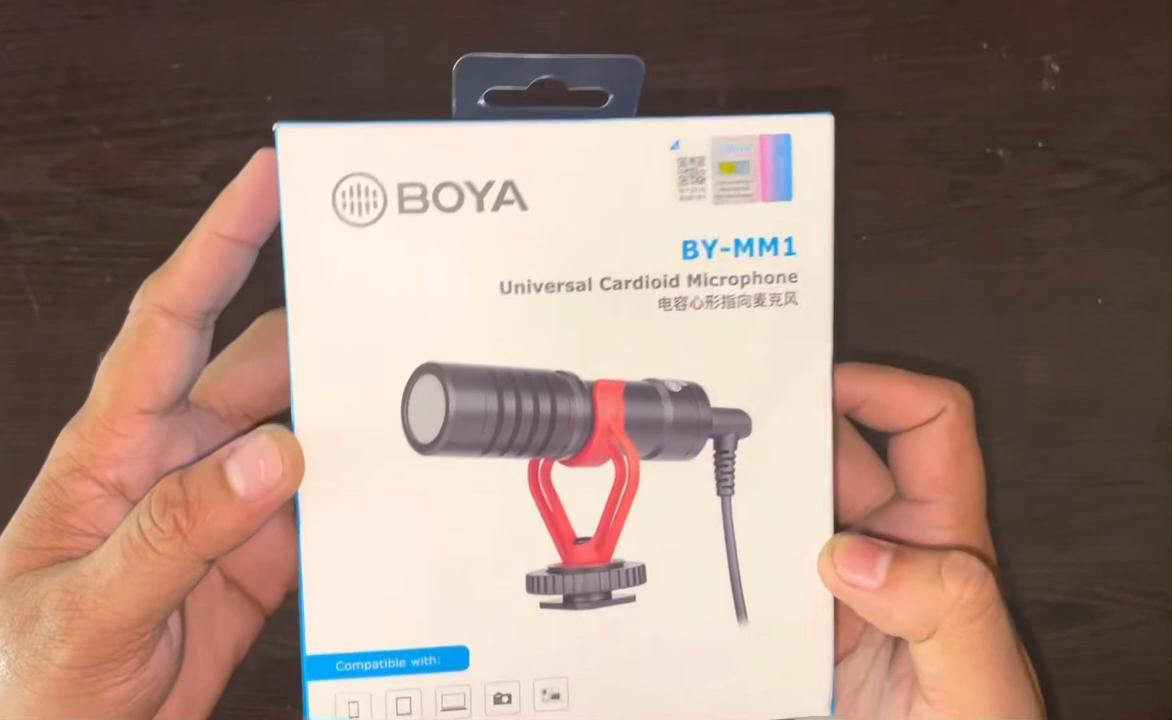 BOYA
BY-MM1
Universal Cardioid Microphone
电容心形指向麦克风
Compatible with: